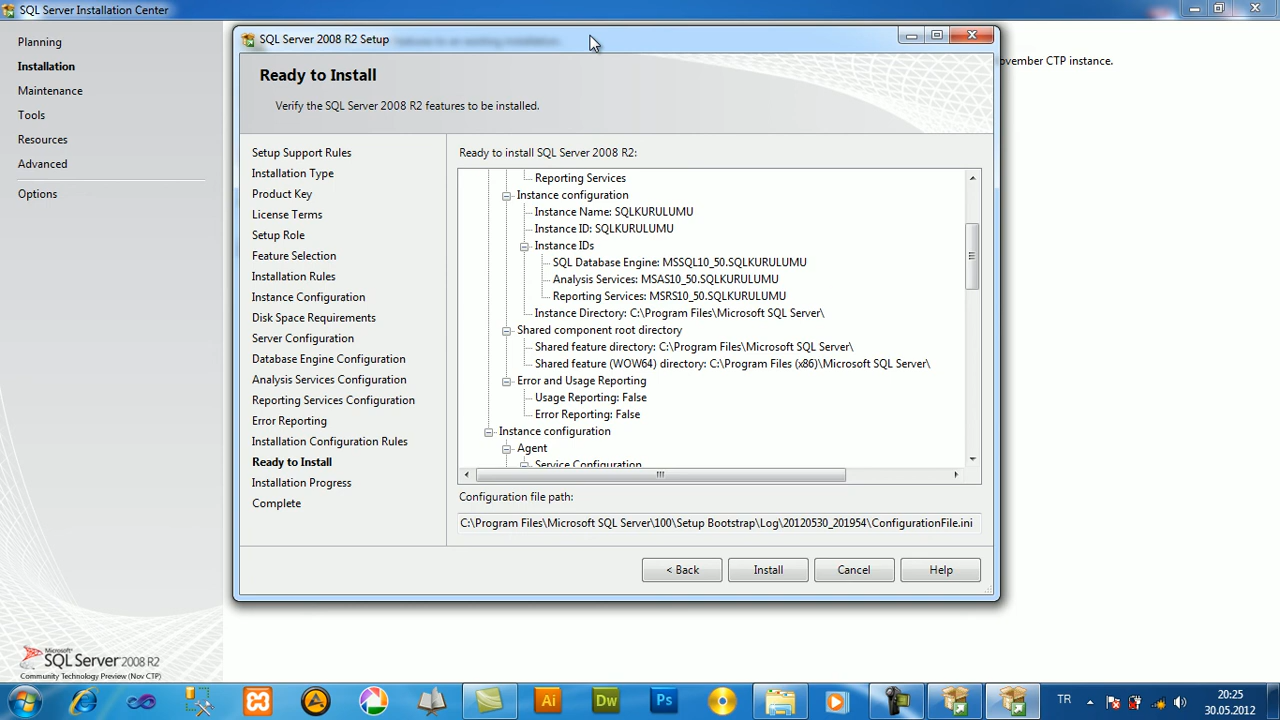 SQL Server Installation Center
Planning
Installation
Maintenance
Tools
Resources
Advanced
Options
ovember CTP instance.
SQL Server 2008 R2 Setup
Ready to Install
Verify the SQL Server 2008 R2 features to be installed.
Setup Support Rules
Installation Type
Product Key
License Terms
Setup Role
Feature Selection
Installation Rules
Instance Configuration
Disk Space Requirements
Server Configuration
Database Engine Configuration
Analysis Services Configuration
Reporting Services Configuration
Error Reporting
Installation Configuration Rules
Ready to Install
Installation Progress
Complete
Ready to install SQL Server 2008 R2:
Reporting Services
Instance configuration
Instance Name: SQLKURULUMU
Instance ID: SQLKURULUMU
Instance IDs
SQL Database Engine: MSSQL10_50.SQLKURULUMU
Analysis Services: MSAS10_50.SQLKURULUMU
Reporting Services: MSRS10_50.SQLKURULUMU
Instance Directory: C:\Program Files\Microsoft SQL Server\
Shared component root directory
Shared feature directory: C:\Program Files\Microsoft SQL Server\
Shared feature (WOW64) directory: C:\Program Files (x86)\Microsoft SQL Server\
Error and Usage Reporting
Usage Reporting: False
Error Reporting: False
Instance configuration
Agent
Service Configuration
Configuration file path:
C:\Program Files\Microsoft SQL Server\100\Setup Bootstrap\Log\20120530_201954\ConfigurationFile.ini
< Back
Install
Cancel
Help
Microsoft
SQL Server 2008 R2
Community Technology Preview (Nov CTP)
Ai
Dw
Ps
TR
20:25
30.05.2012